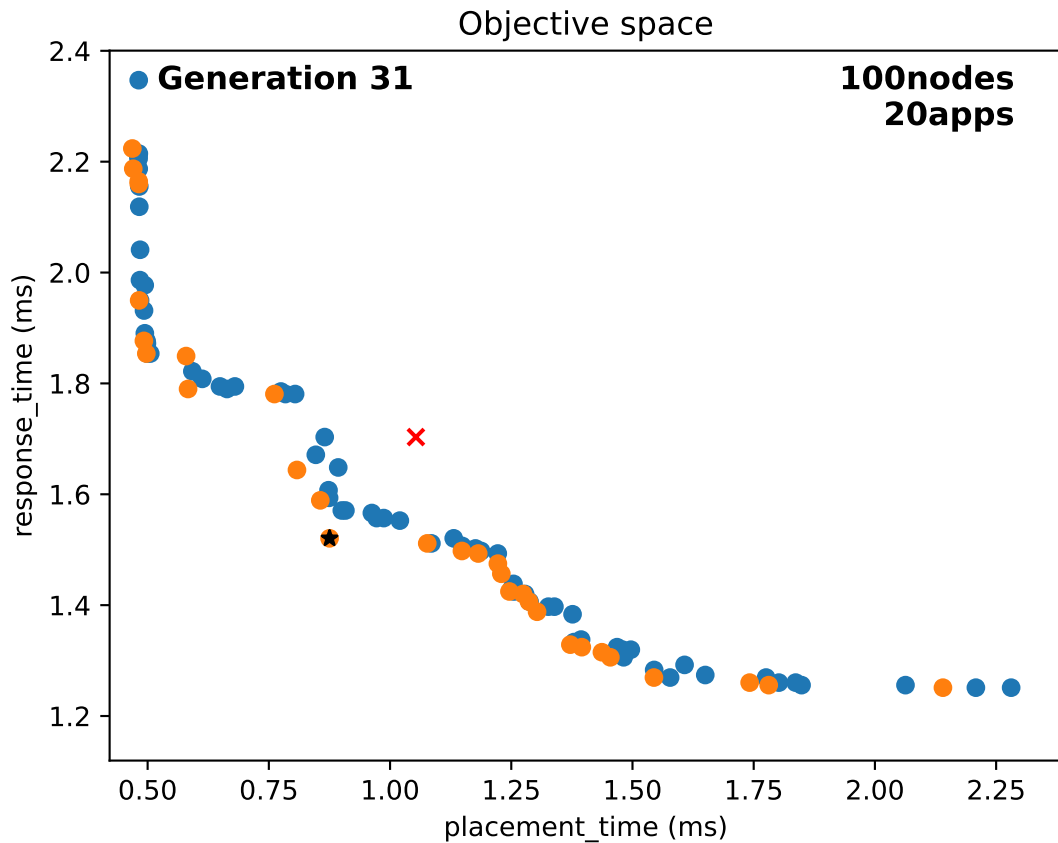 Objective space
Generation 31
100nodes
20apps
response_time (ms)
2.4
2.2
2.0
1.8
1.6
1.4
1.2
0.50 0.75 1.00 1.25 1.50 1.75 2.00 2.25
placement_time (ms)